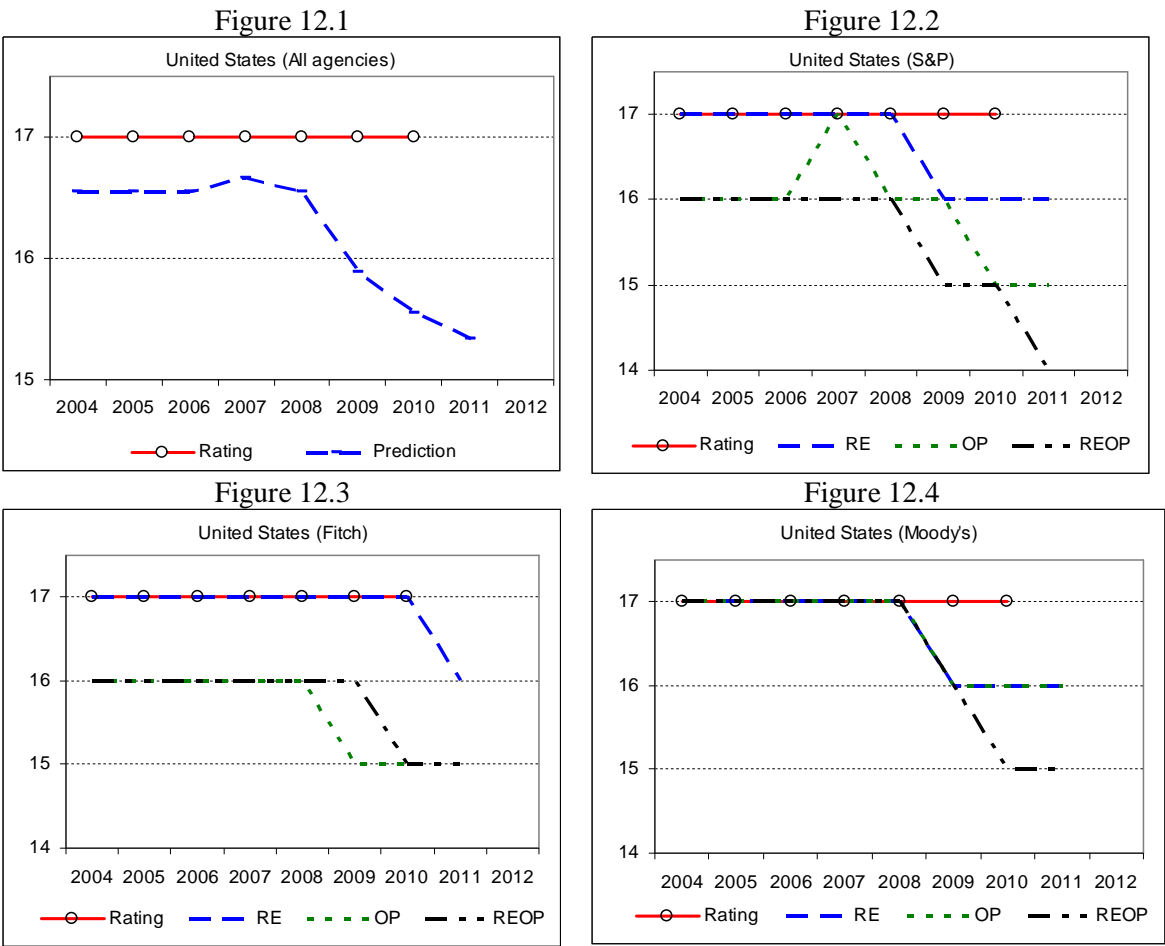 Figure 12.1
United States (All agencies)
17
16
15
2004 2005 2006 2007 2008 2009 2010 2011 2012
Rating Prediction
Figure 12.2
United States (S&P)
17
16
15
14
2004 2005 2006 2007 2008 2009 2010 2011 2012
Rating RE OP REOP
Figure 12.3
United States (Fitch)
17
16
15
14
2004 2005 2006 2007 2008 2009 2010 2011 2012
Rating RE OP REOP
Figure 12.4
United States (Moody's)
17
16
15
14
2004 2005 2006 2007 2008 2009 2010 2011 2012
Rating RE OP REOP